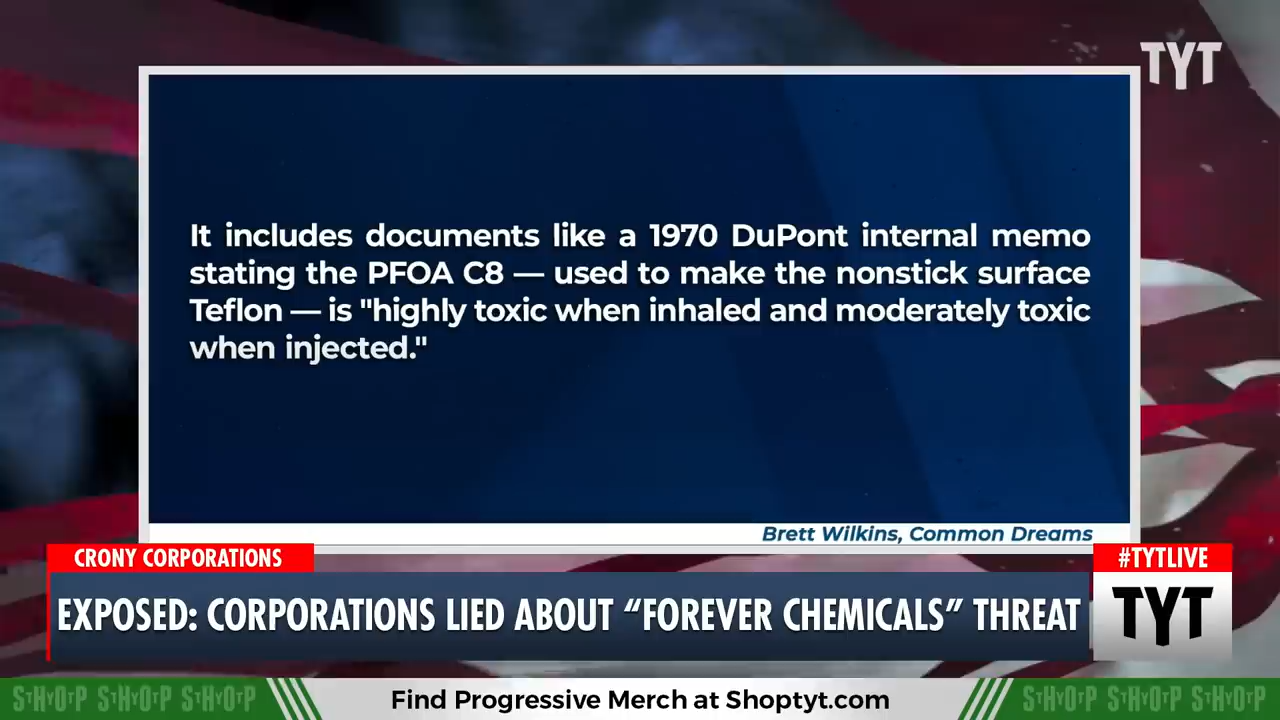 TYT
It includes documents like a 1970 DuPont internal memo
stating the PFOA C8 — used to make the nonstick surface
Teflon — is "highly toxic when inhaled and moderately toxic
when injected."
Brett Wilkins, Common Dreams
CRONY CORPORATIONS
#TYTLIVE
EXPOSED: CORPORATIONS LIED ABOUT “FOREVER CHEMICALS” THREAT
TYT
Find Progressive Merch at Shoptyt.com